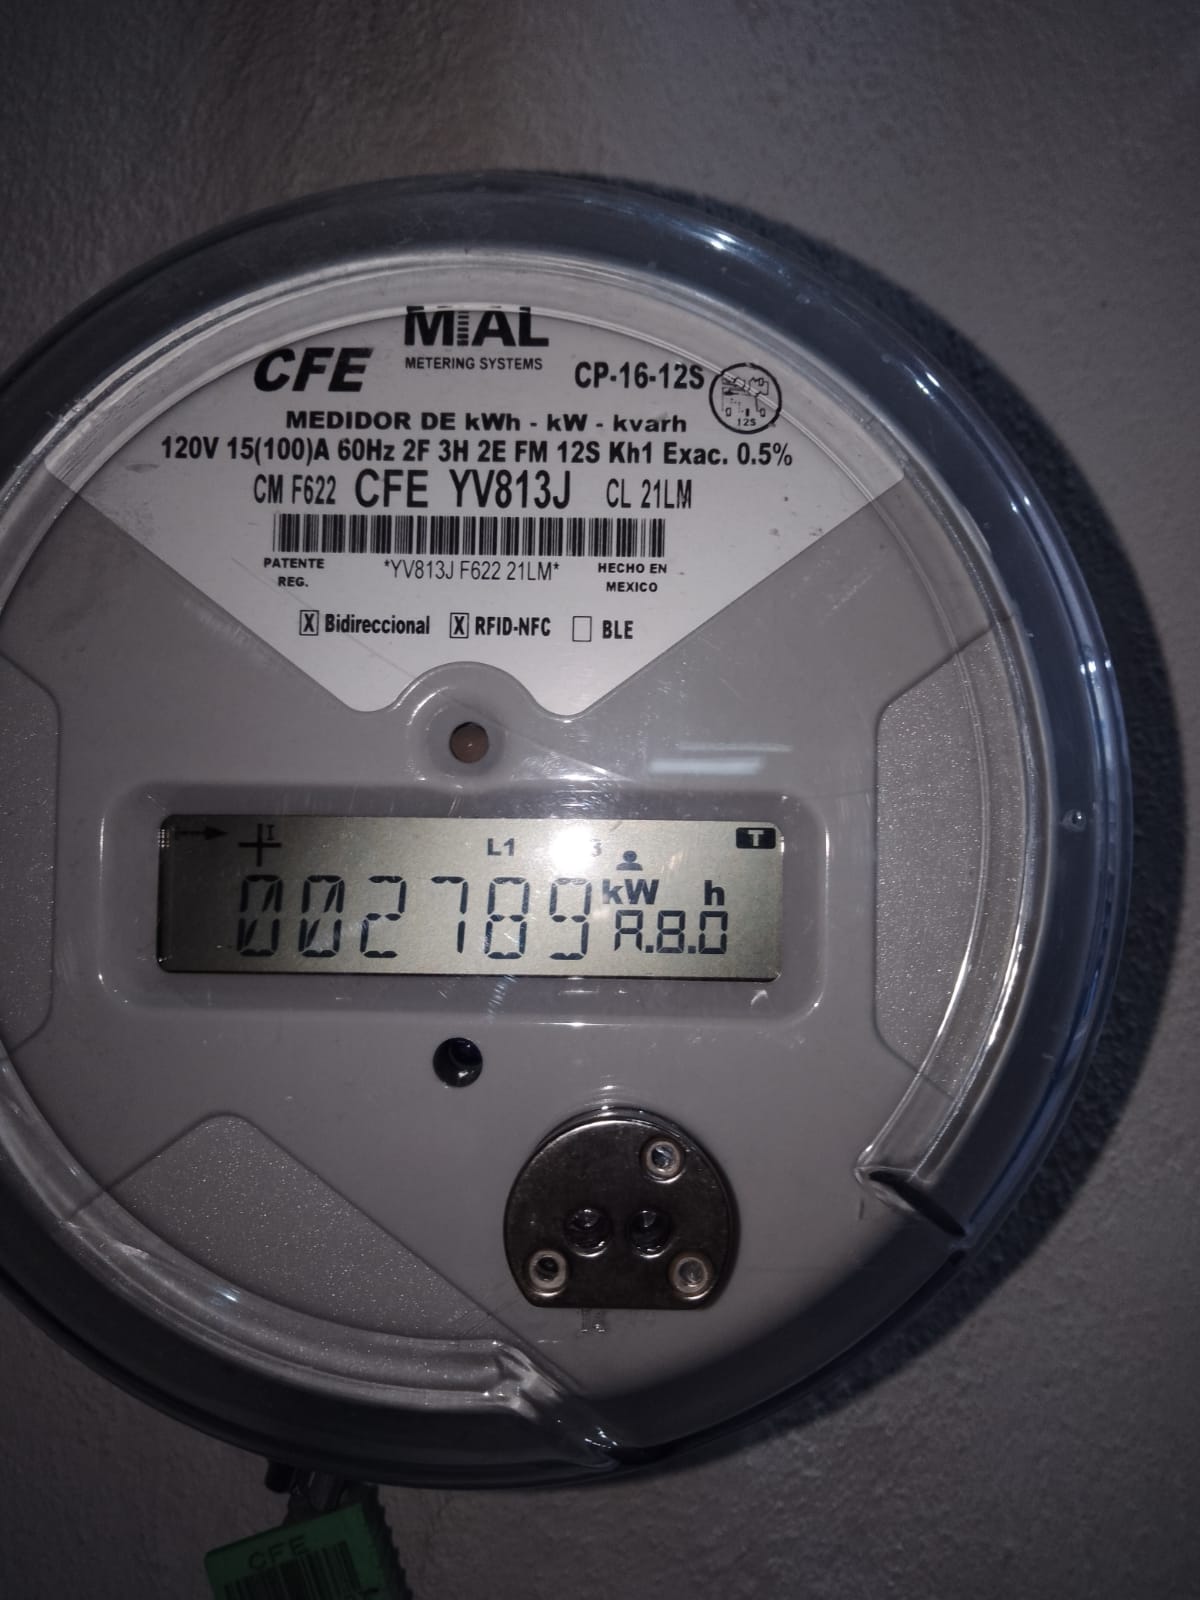 MIAL
METERING SYSTEMS
CFE
CP-16-12S
12S
MEDIDOR DE kWh - kW - kvarh
120V 15(100)A 60Hz 2F 3H 2E FM 12S Kh1 Exac. 0.5%
CM F622 CFE YV813J CL 21LM
PATENTE REG.
*YV813J F622 21LM*
HECHO EN MEXICO
X Bidireccional X RFID-NFC BLE
I
L1
T
002789 kW h
A.8.0
CFE